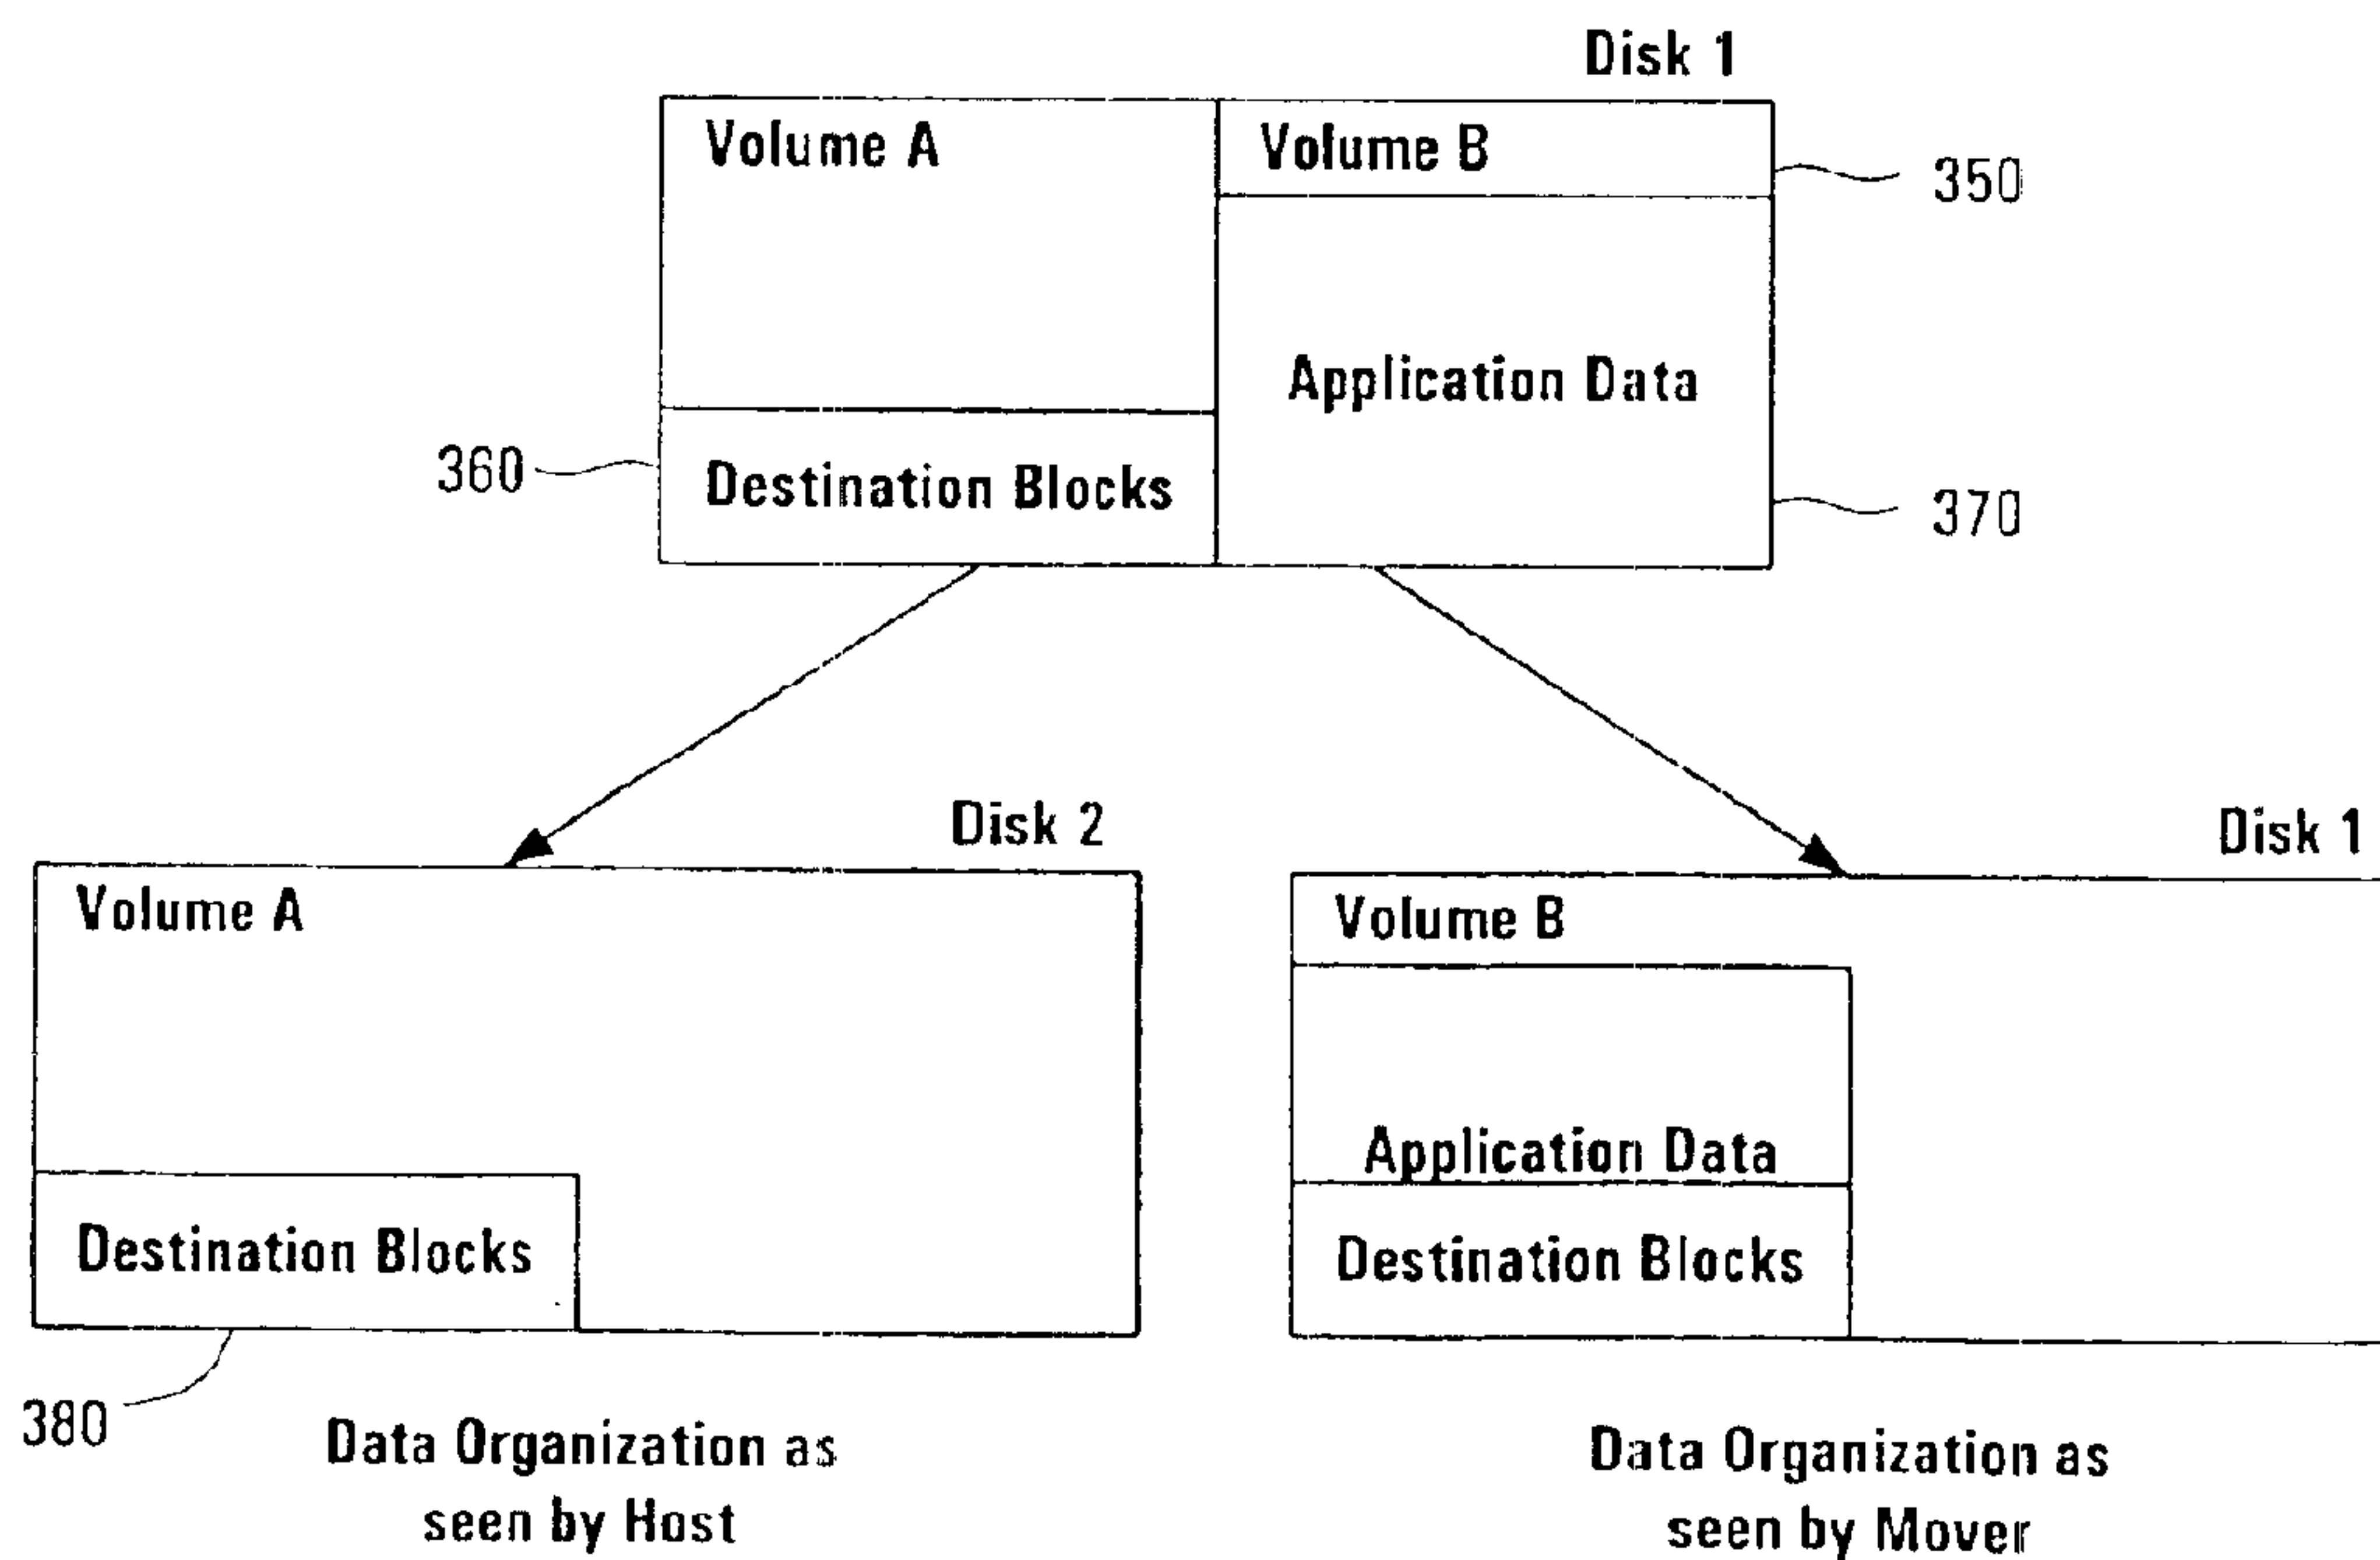 Disk 1
Volume A
Volume B
350
Application Data
360
Destination Blocks
370
Disk 2
Disk 1
Volume A
Volume B
Application Data
Destination Blocks
Destination Blocks
380
Data Organization as
seen by Host
Data Organization as
seen by Mover